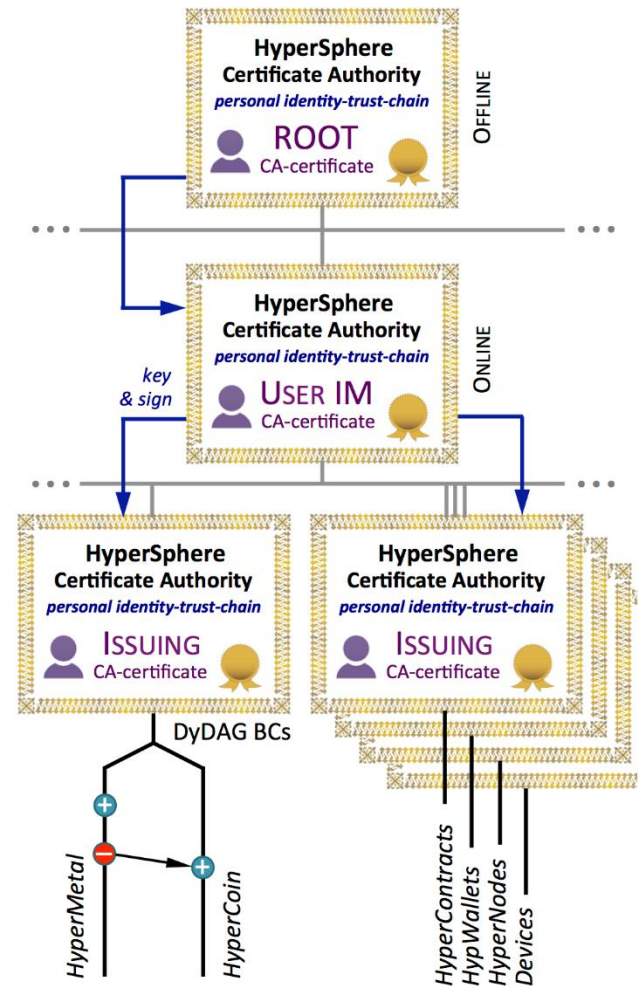 HyperSphere
Certificate Authority
personal identity-trust-chain
ROOT
CA-certificate
OFFLINE
HyperSphere
Certificate Authority
personal identity-trust-chain
USER IM
CA-certificate
ONLINE
key
& sign
HyperSphere
Certificate Authority
personal identity-trust-chain
ISSUING
CA-certificate
HyperSphere
Certificate Authority
personal identity-trust-chain
ISSUING
CA-certificate
DyDAG BCs
HyperMetal
HyperCoin
HyperContracts
HypWallets
HyperNodes
Devices